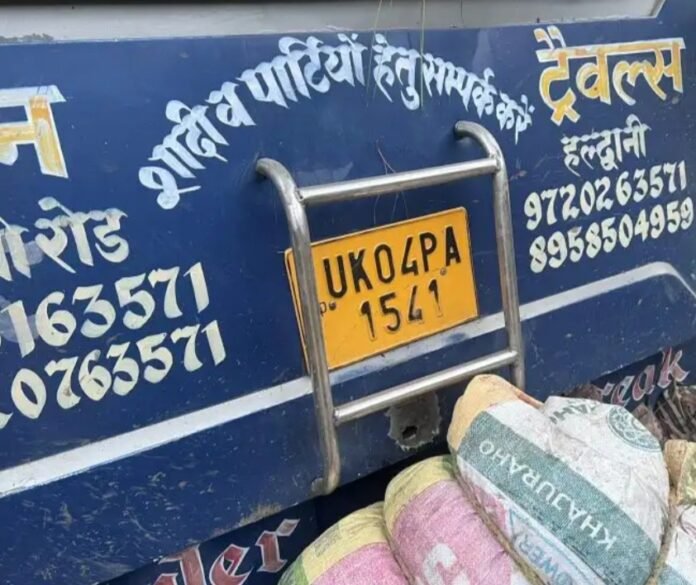 शादी व पार्टियों हेतु सम्पर्क करें
ट्रैवल्स
हल्द्वानी
9720263571
8958504959
रोड
163571
0763571
UK04PA
1541
KHAJURAHO